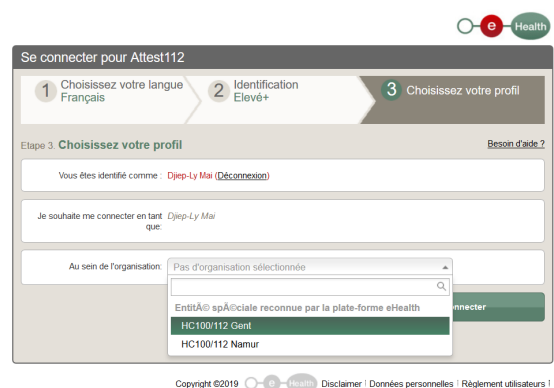 e Health
Se connecter pour Attest112
1 Choisissez votre langue
Français
2 Identification
Elevé+
3 Choisissez votre profil
Etape 3. Choisissez votre profil
Besoin d'aide ?
Vous êtes identifié comme : Djiep-Ly Mai (Déconnexion)
Je souhaite me connecter en tant que: Djiep-Ly Mai
Au sein de l'organisation: Pas d'organisation sélectionnée
EntitÃ© spÃ©ciale reconnue par la plate-forme eHealth
nnecter
HC100/112 Gent
HC100/112 Namur
Copyright ©2019 e Health Disclaimer | Données personnelles | Règlement utilisateurs |